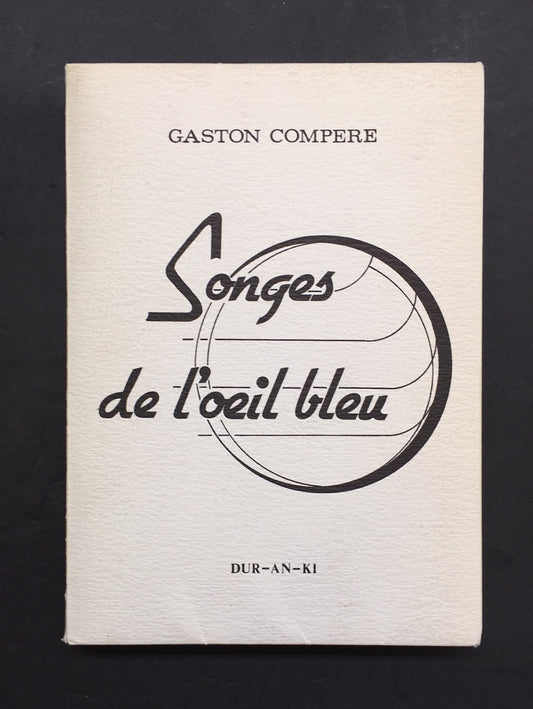 GASTON COMPERE
Songes
de l'oeil bleu
DUR-AN-KI